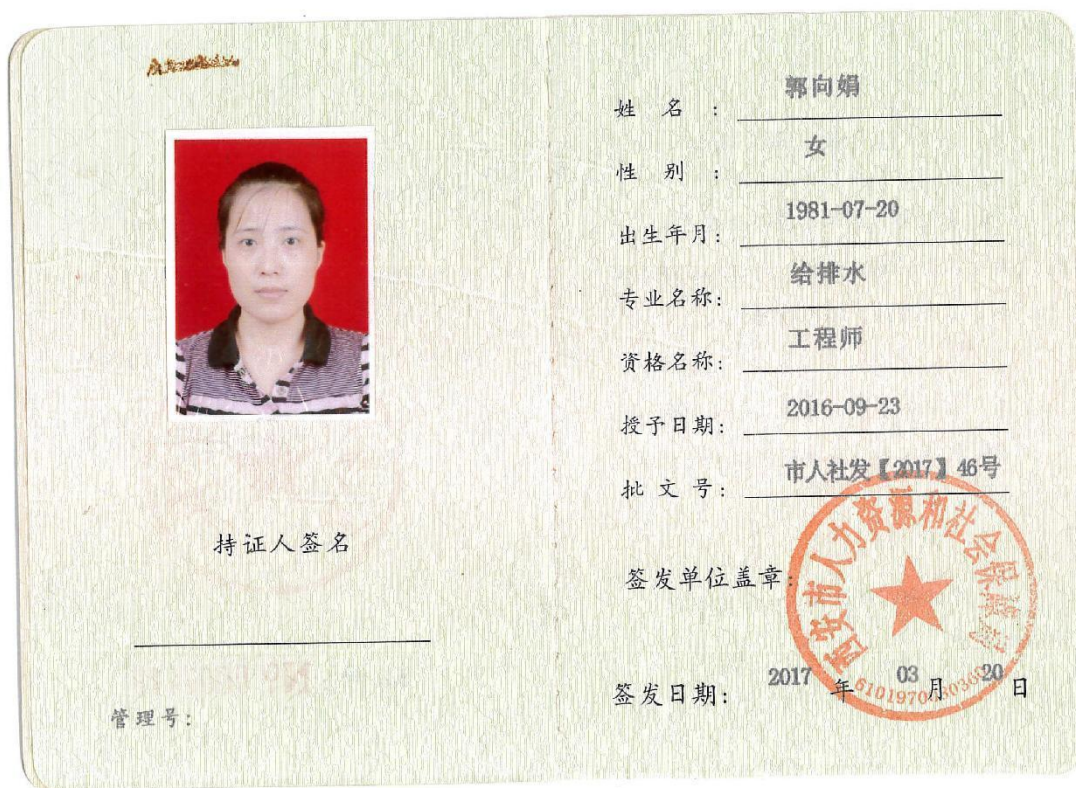 持证人签名
管理号:
姓 名 : 郭向娟
性 别 : 女
出生年月: 1981-07-20
专业名称: 给排水
资格名称: 工程师
授予日期: 2016-09-23
批 文 号: 市人社发【2017】46号
签发单位盖章:
西安市人力资源和社会保障局
签发日期: 2017 年 03 月 20 日